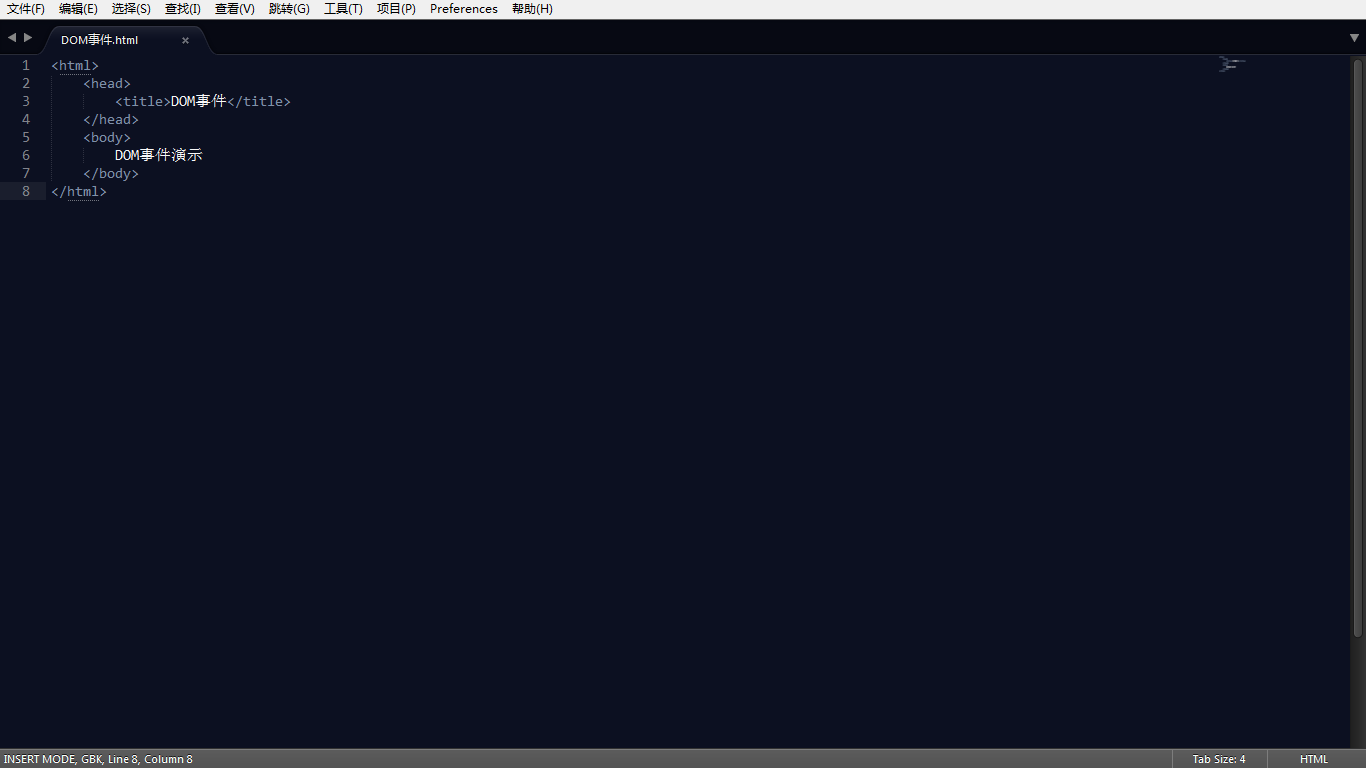 文件(F) 编辑(E) 选择(S) 查找(I) 查看(V) 跳转(G) 工具(T) 项目(P) Preferences 帮助(H)
DOM事件.html ×
1 <html>
2 <head>
3 <title>DOM事件</title>
4 </head>
5 <body>
6 DOM事件演示
7 </body>
8 </html>
INSERT MODE, GBK, Line 8, Column 8 Tab Size: 4 HTML